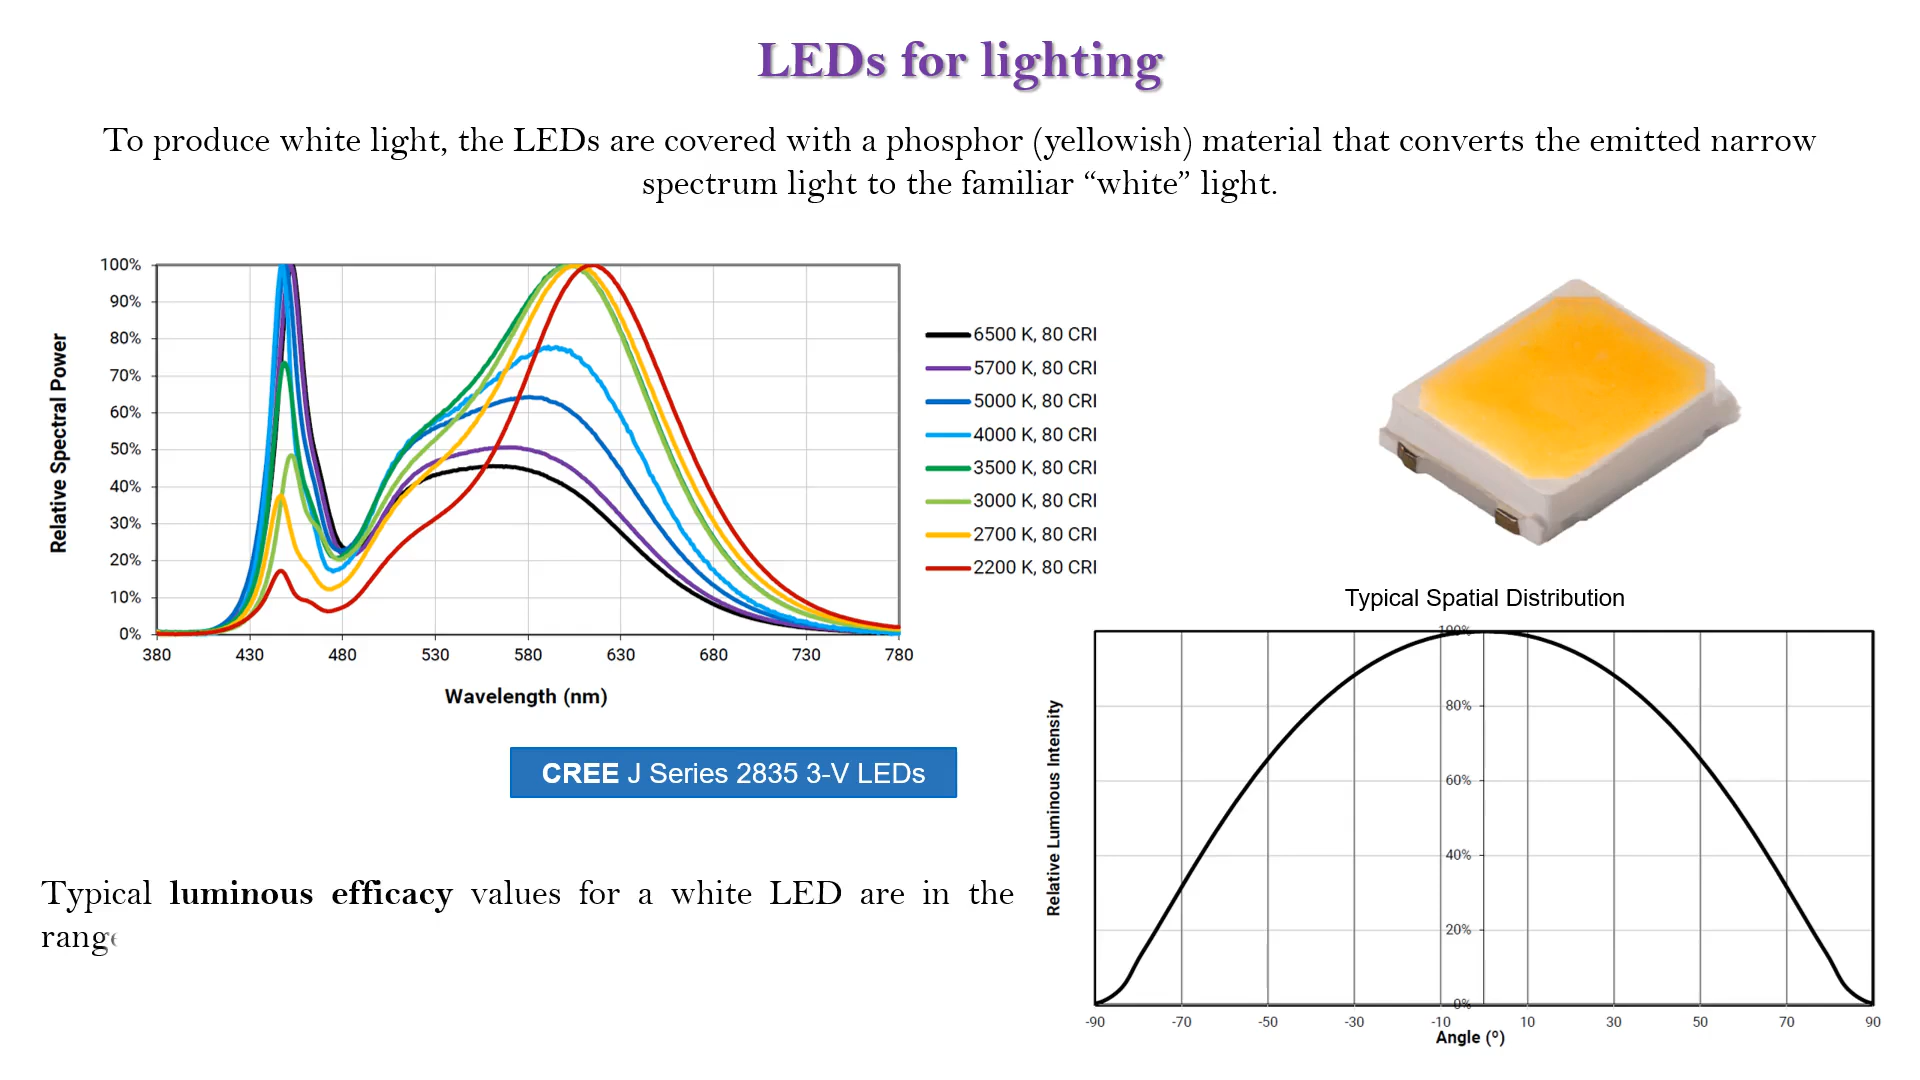 LEDs for lighting
To produce white light, the LEDs are covered with a phosphor (yellowish) material that converts the emitted narrow
spectrum light to the familiar “white” light.
Relative Spectral Power
100%
90%
80%
70%
60%
50%
40%
30%
20%
10%
0%
380 430 480 530 580 630 680 730 780
Wavelength (nm)
6500 K, 80 CRI
5700 K, 80 CRI
5000 K, 80 CRI
4000 K, 80 CRI
3500 K, 80 CRI
3000 K, 80 CRI
2700 K, 80 CRI
2200 K, 80 CRI
CREE J Series 2835 3-V LEDs
Typical luminous efficacy values for a white LED are in the
range
Typical Spatial Distribution
Relative Luminous Intensity
100%
80%
60%
40%
20%
0%
-90 -70 -50 -30 -10 10 30 50 70 90
Angle (º)